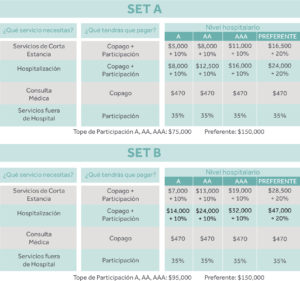 SET A
¿Qué servicio necesitas? ¿Qué tendrás que pagar? Nivel hospitalario
A AA AAA PREFERENTE
Servicios de Corta Estancia Copago + Participación $5,000 + 10% $8,000 + 10% $11,000 + 10% $16,500 + 20%
Hospitalización Copago + Participación $8,000 + 10% $12,500 + 10% $16,000 + 10% $24,000 + 20%
Consulta Médica Copago $470 $470 $470 $470
Servicios fuera de Hospital Participación 35% 35% 35% 35%
Tope de Participación A, AA, AAA: $75,000 Preferente: $150,000
SET B
¿Qué servicio necesitas? ¿Qué tendrás que pagar? Nivel hospitalario
A AA AAA PREFERENTE
Servicios de Corta Estancia Copago + Participación $7,000 + 10% $13,000 + 10% $19,000 + 10% $28,500 + 20%
Hospitalización Copago + Participación $14,000 + 10% $24,000 + 10% $32,000 + 10% $47,000 + 20%
Consulta Médica Copago $470 $470 $470 $470
Servicios fuera de Hospital Participación 35% 35% 35% 35%
Tope de Participación A, AA, AAA: $95,000 Preferente: $150,000